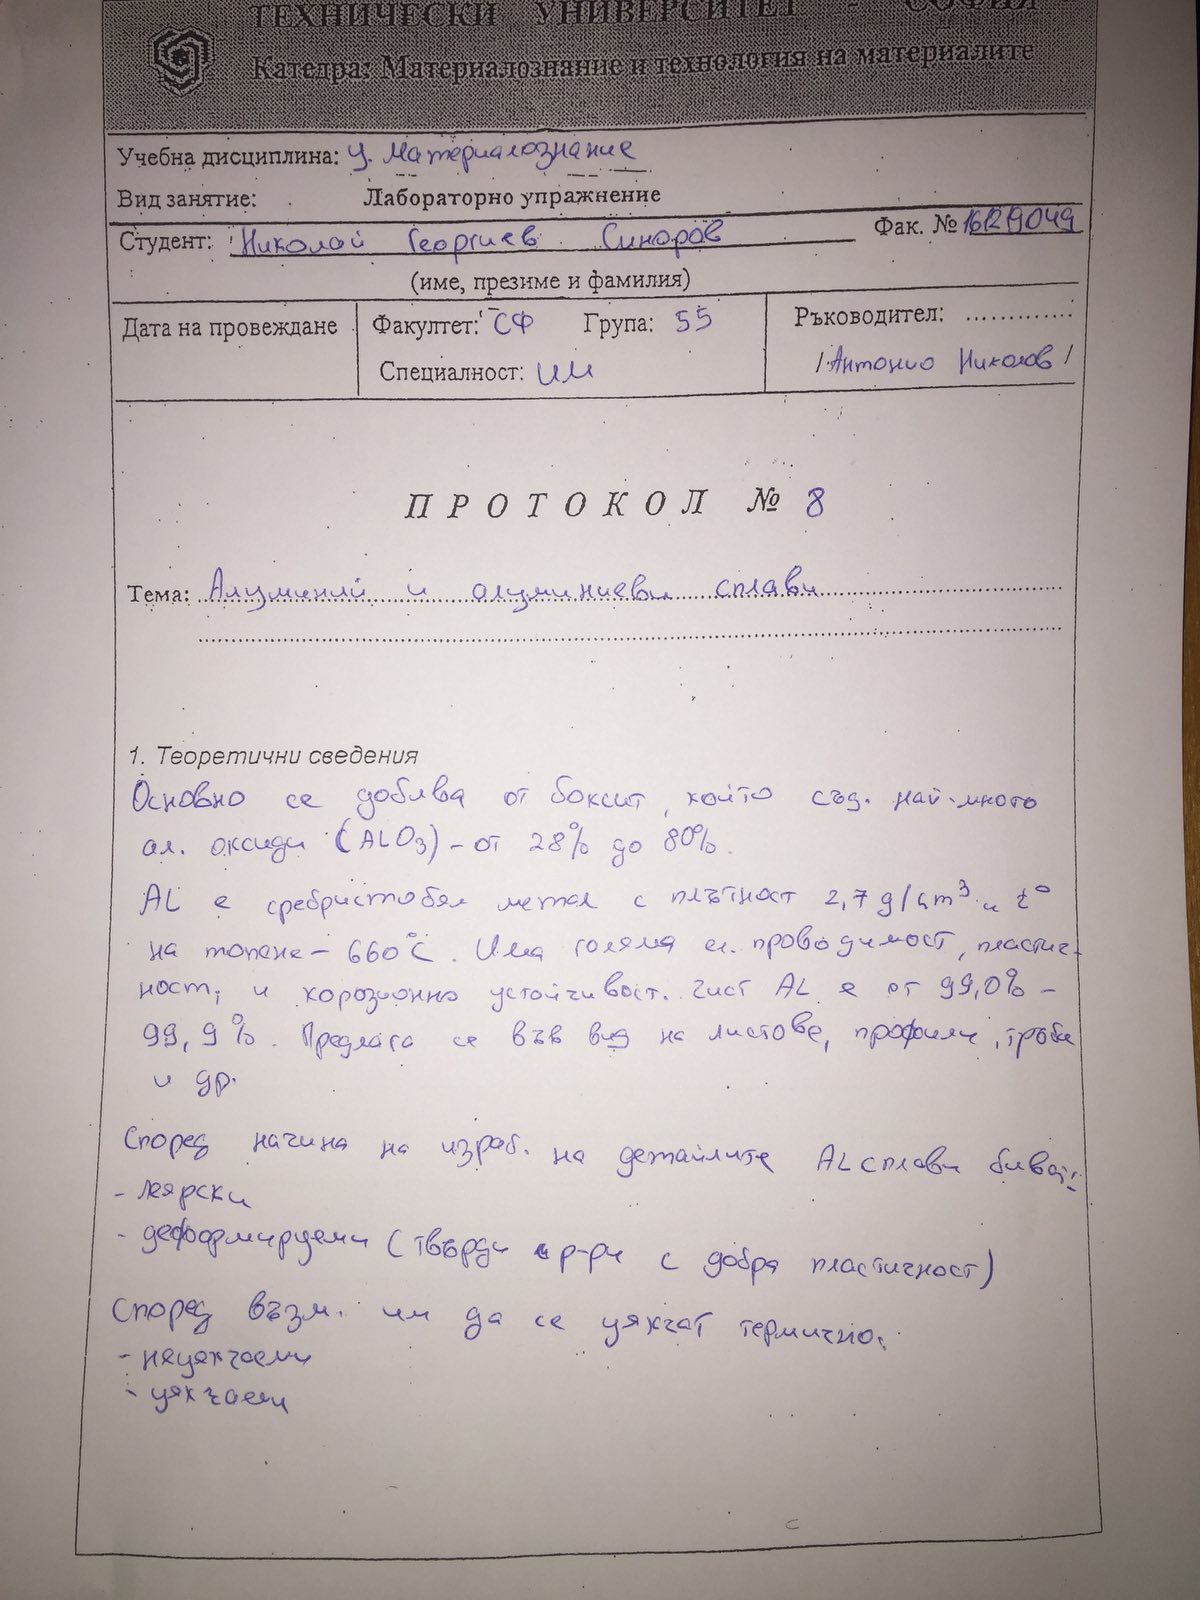 ТЕХНИЧЕСКИ УНИВЕРСИТЕТ - СОФИЯ
Катедра: Материалознание и технология на материалите
Учебна дисциплина: у. Материалознание
Вид занятие: Лабораторно упражнение
Студент: Николай Георгиев Синоров Фак. № 161219049
(име, презиме и фамилия)
Дата на провеждане Факултет: СФ Група: 55 Ръководител: ............
Специалност: ИМ /Антонио Николов/
ПРОТОКОЛ № 8
Тема: Алуминий и алуминиеви сплави
1. Теоретични сведения
Основно се добива от боксит, който съд. най-много
ал. оксиди (ALO3) - от 28% до 80%.
AL е сребристобял метал с плътност 2,7 g/cm3 и t°
на топене - 660°C. Има голяма ел. проводимост, пластич-
ност, и корозионно устойчивост. Чист AL е от 99,0% -
99,9%. Предлага се във вид на листове, профили, тръби
и др.
Според начина на израб. на детайлите AL сплави биват:
- леярски
- деформируеми (твърди р-ри с добра пластичност)
Според възм. им да се уякчат термично:
- неуякчаеми
- уякчаеми